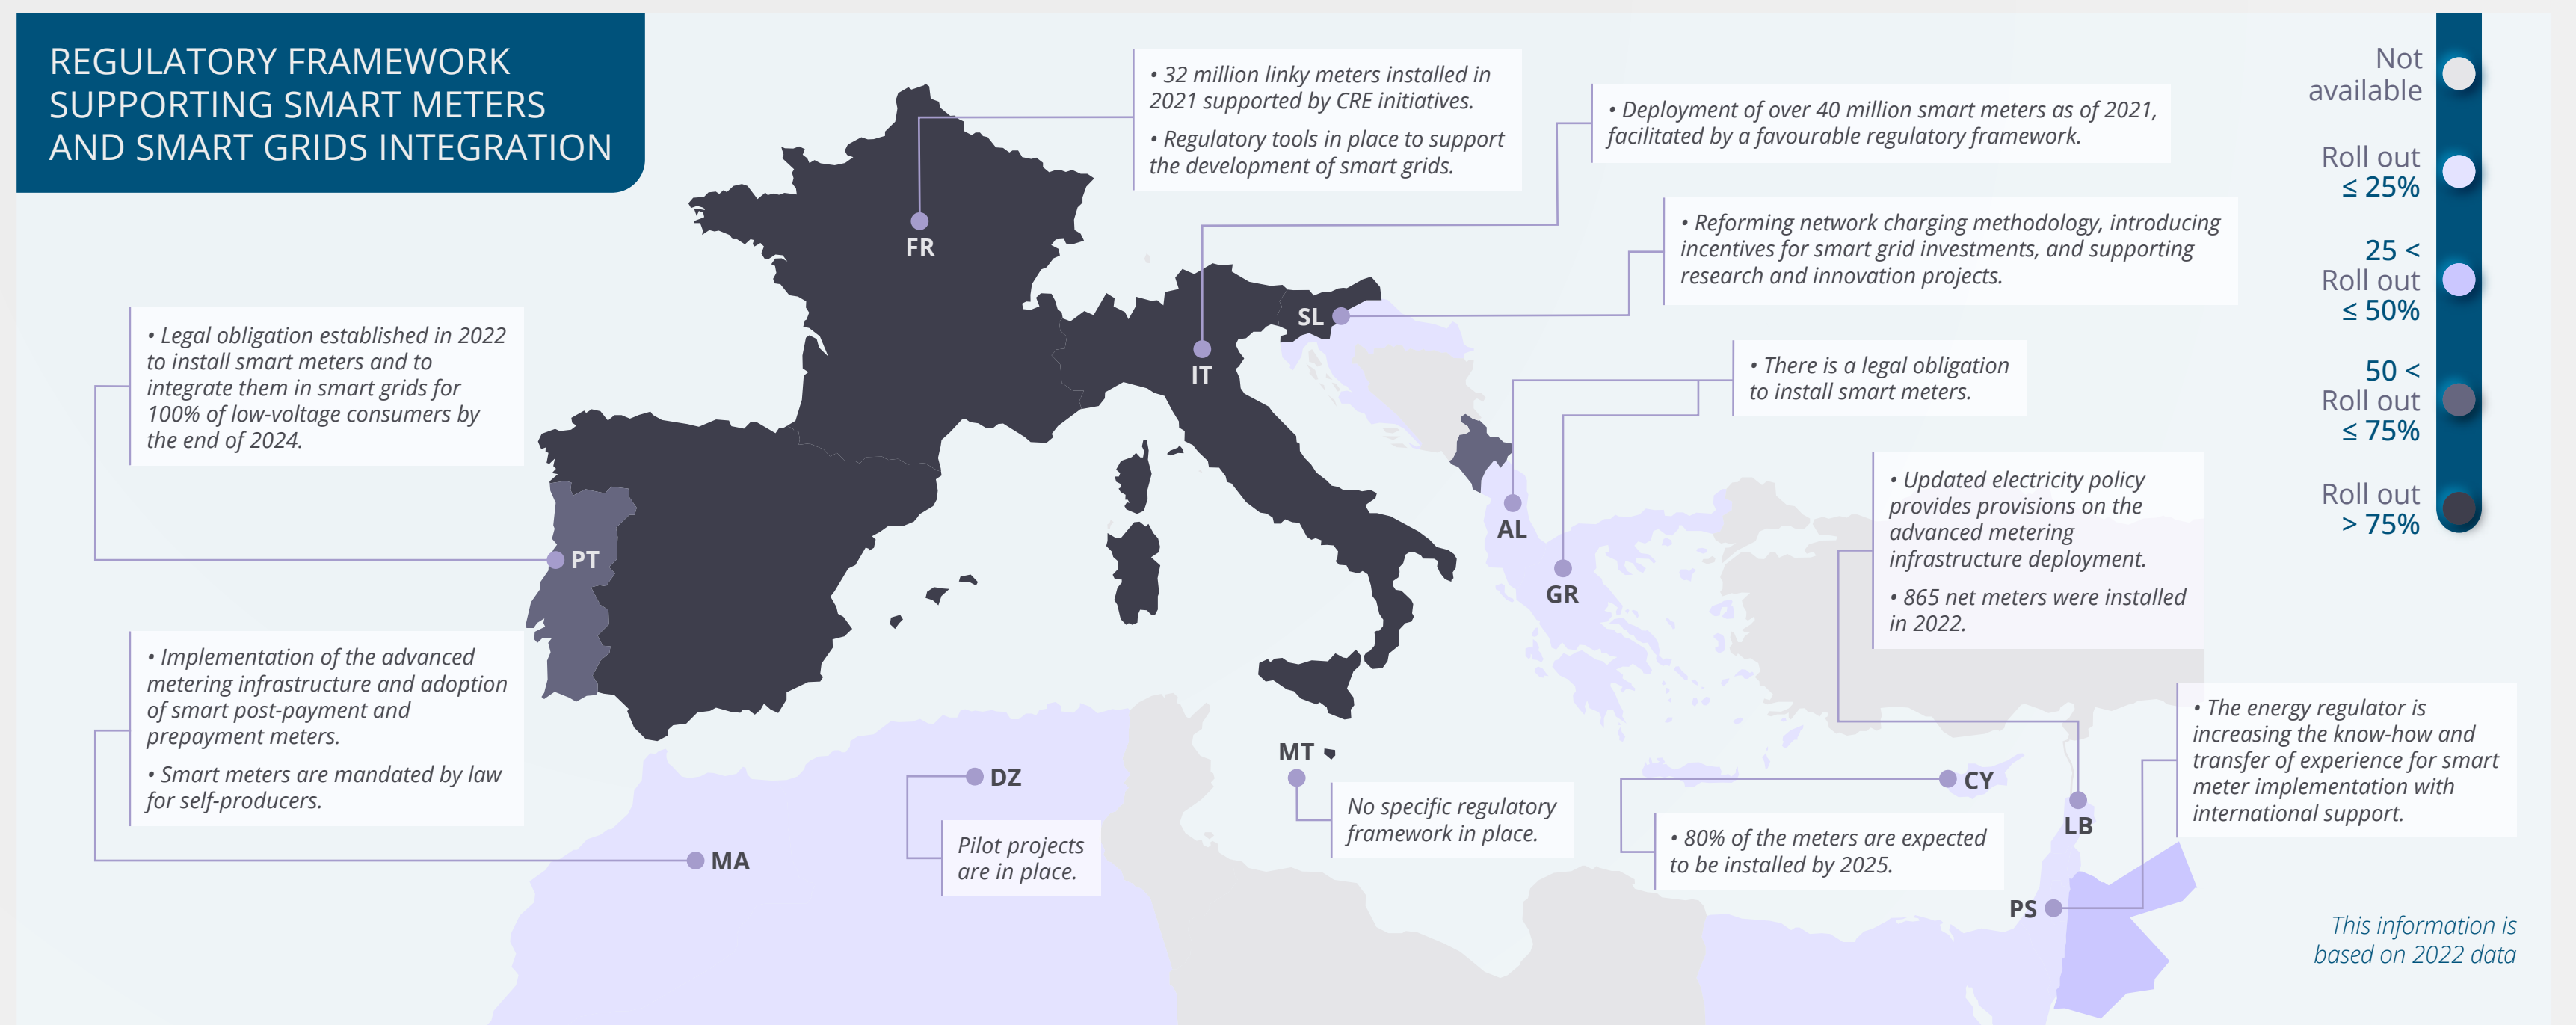 REGULATORY FRAMEWORK
SUPPORTING SMART METERS
AND SMART GRIDS INTEGRATION
• 32 million linky meters installed in
2021 supported by CRE initiatives.
• Regulatory tools in place to support
the development of smart grids.
• Deployment of over 40 million smart meters as of 2021,
facilitated by a favourable regulatory framework.
• Reforming network charging methodology, introducing
incentives for smart grid investments, and supporting
research and innovation projects.
• There is a legal obligation
to install smart meters.
• Updated electricity policy
provides provisions on the
advanced metering
infrastructure deployment.
• 865 net meters were installed
in 2022.
• The energy regulator is
increasing the know-how and
transfer of experience for smart
meter implementation with
international support.
• Legal obligation established in 2022
to install smart meters and to
integrate them in smart grids for
100% of low-voltage consumers by
the end of 2024.
• Implementation of the advanced
metering infrastructure and adoption
of smart post-payment and
prepayment meters.
• Smart meters are mandated by law
for self-producers.
Pilot projects
are in place.
No specific regulatory
framework in place.
• 80% of the meters are expected
to be installed by 2025.
FR
IT
SL
PT
AL
GR
MT
DZ
MA
CY
LB
PS
Not
available
Roll out
≤ 25%
25 <
Roll out
≤ 50%
50 <
Roll out
≤ 75%
Roll out
> 75%
This information is
based on 2022 data